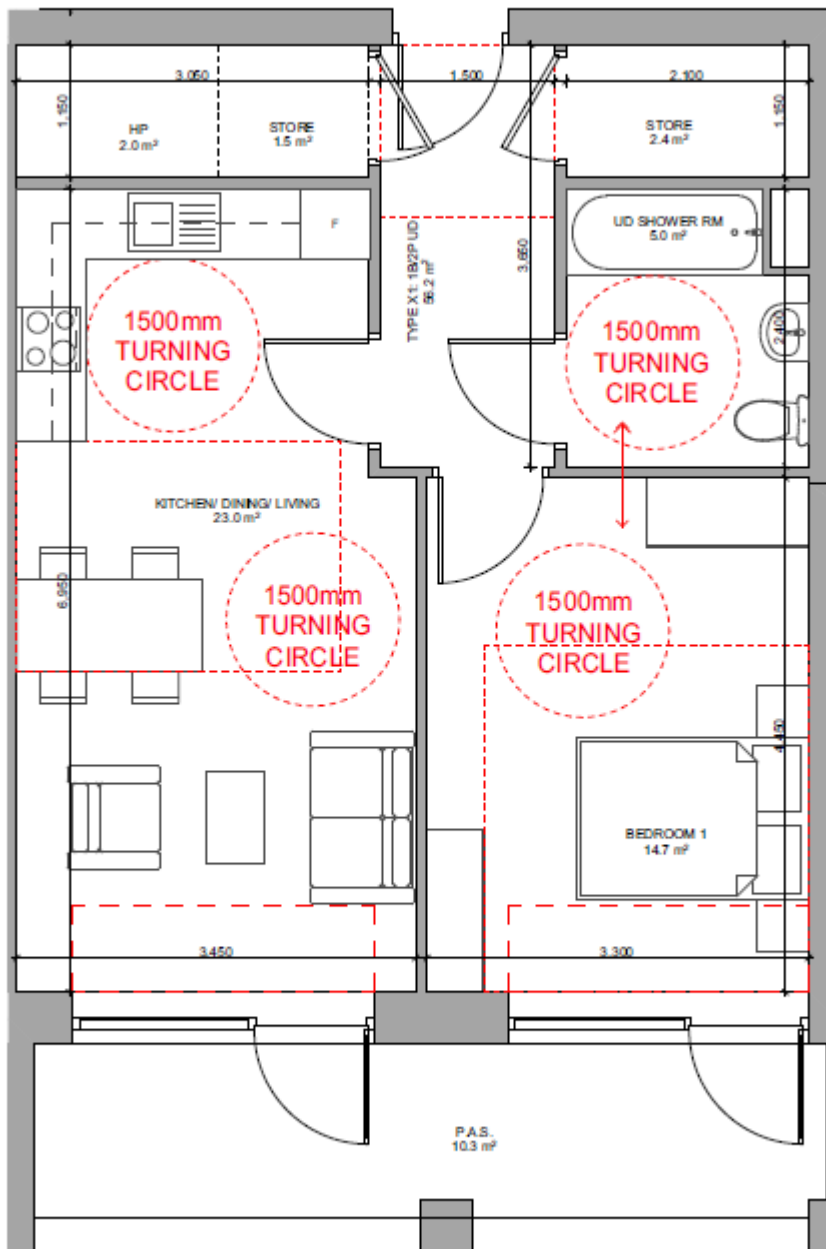 3.050
1.500
2.100
1,150
HP
2.0 m²
STORE
1.5 m²
STORE
2.4 m²
1,150
F
TYPE X1: 1B/2P UD
56.2 m²
3,650
UD SHOWER RM
5.0 m²
1500mm
TURNING
CIRCLE
1500mm
TURNING
CIRCLE
2,400
KITCHEN/ DINING/ LIVING
23.0 m²
6,950
1500mm
TURNING
CIRCLE
1500mm
TURNING
CIRCLE
4,450
BEDROOM 1
14.7 m²
3.450
3.300
P.A.S.
10.3 m²